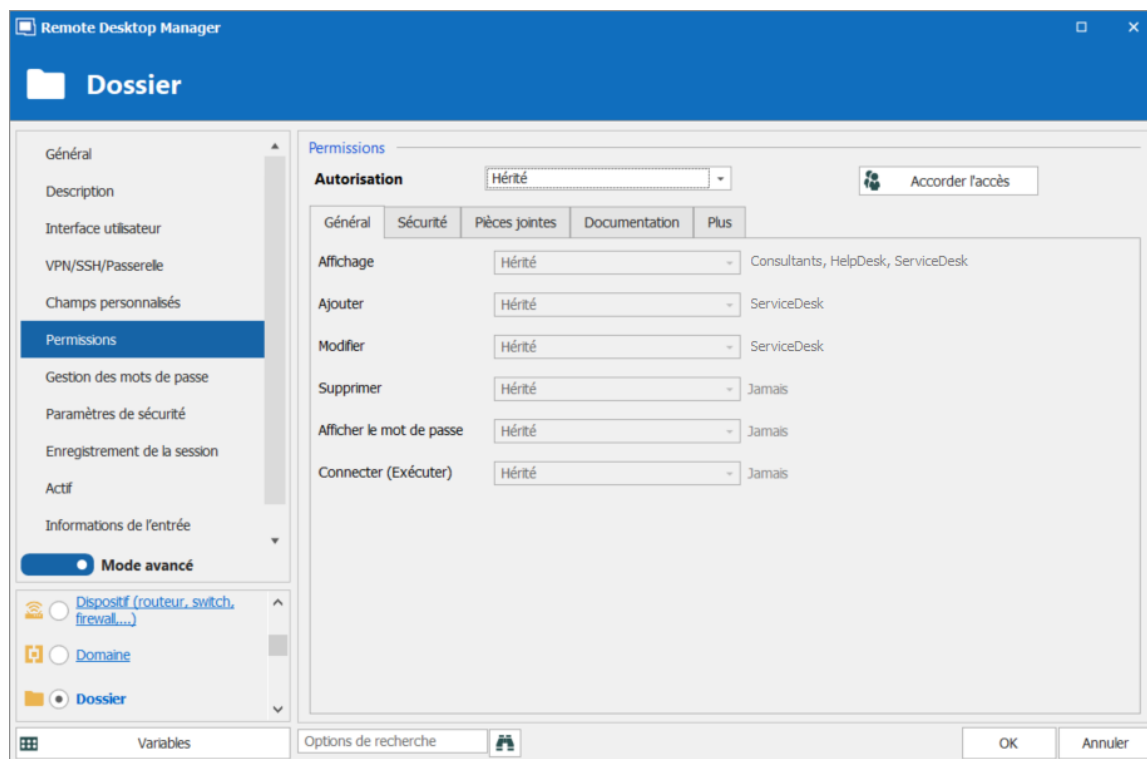 Remote Desktop Manager
Dossier
Général
Description
Interface utilisateur
VPN/SSH/Passerelle
Champs personnalisés
Permissions
Gestion des mots de passe
Paramètres de sécurité
Enregistrement de la session
Actif
Informations de l'entrée
Mode avancé
Dispositif (routeur, switch,
firewall,...)
Domaine
Dossier
Variables
Permissions
Autorisation Hérité Accorder l'accès
Général Sécurité Pièces jointes Documentation Plus
Affichage Hérité Consultants, HelpDesk, ServiceDesk
Ajouter Hérité ServiceDesk
Modifier Hérité ServiceDesk
Supprimer Hérité Jamais
Afficher le mot de passe Hérité Jamais
Connecter (Exécuter) Hérité Jamais
Options de recherche
OK Annuler